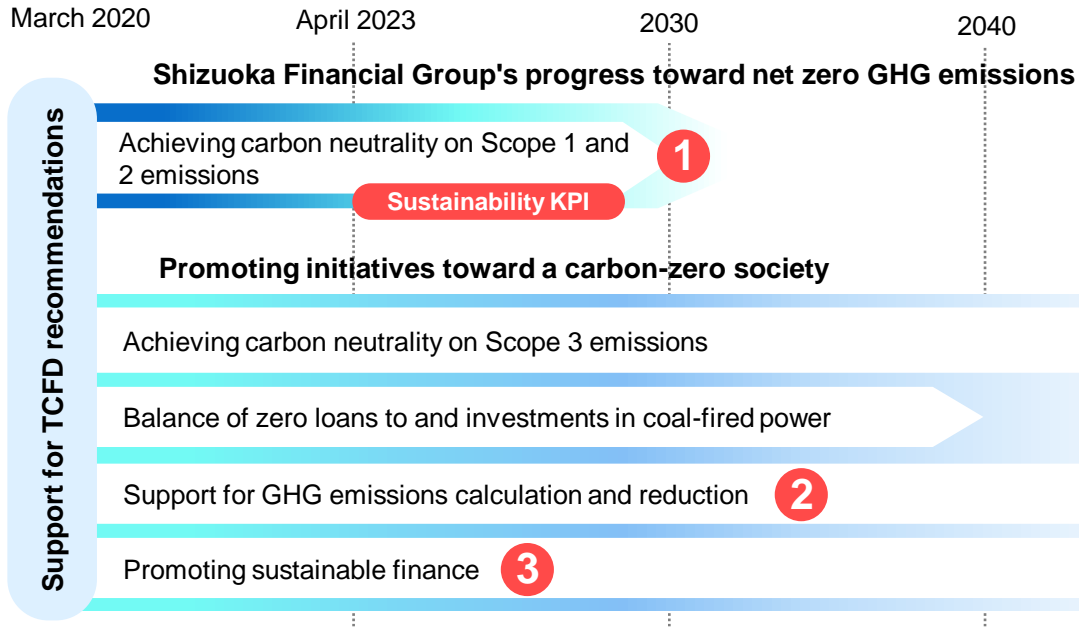 March 2020
April 2023
2030
2040
Shizuoka Financial Group's progress toward net zero GHG emissions
Support for TCFD recommendations
Achieving carbon neutrality on Scope 1 and
2 emissions
1
Sustainability KPI
Promoting initiatives toward a carbon-zero society
Achieving carbon neutrality on Scope 3 emissions
Balance of zero loans to and investments in coal-fired power
Support for GHG emissions calculation and reduction
2
Promoting sustainable finance
3